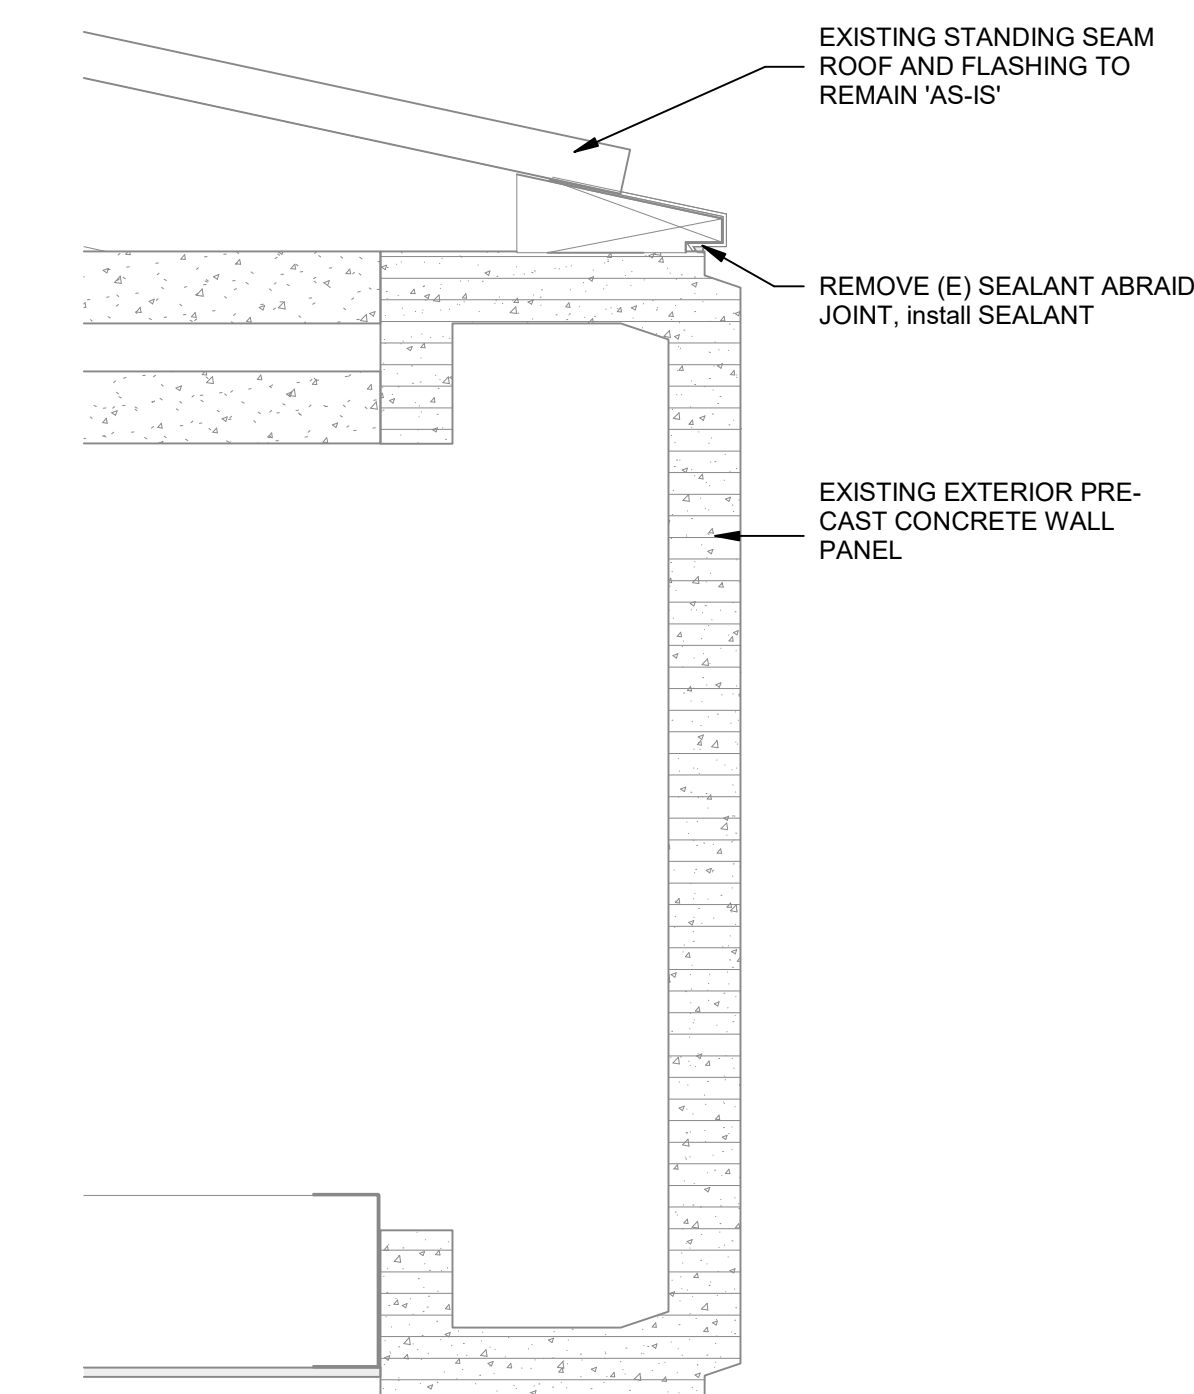 EXISTING STANDING SEAM
ROOF AND FLASHING TO
REMAIN 'AS-IS'
REMOVE (E) SEALANT ABRAID
JOINT, install SEALANT
EXISTING EXTERIOR PRE-
CAST CONCRETE WALL
PANEL